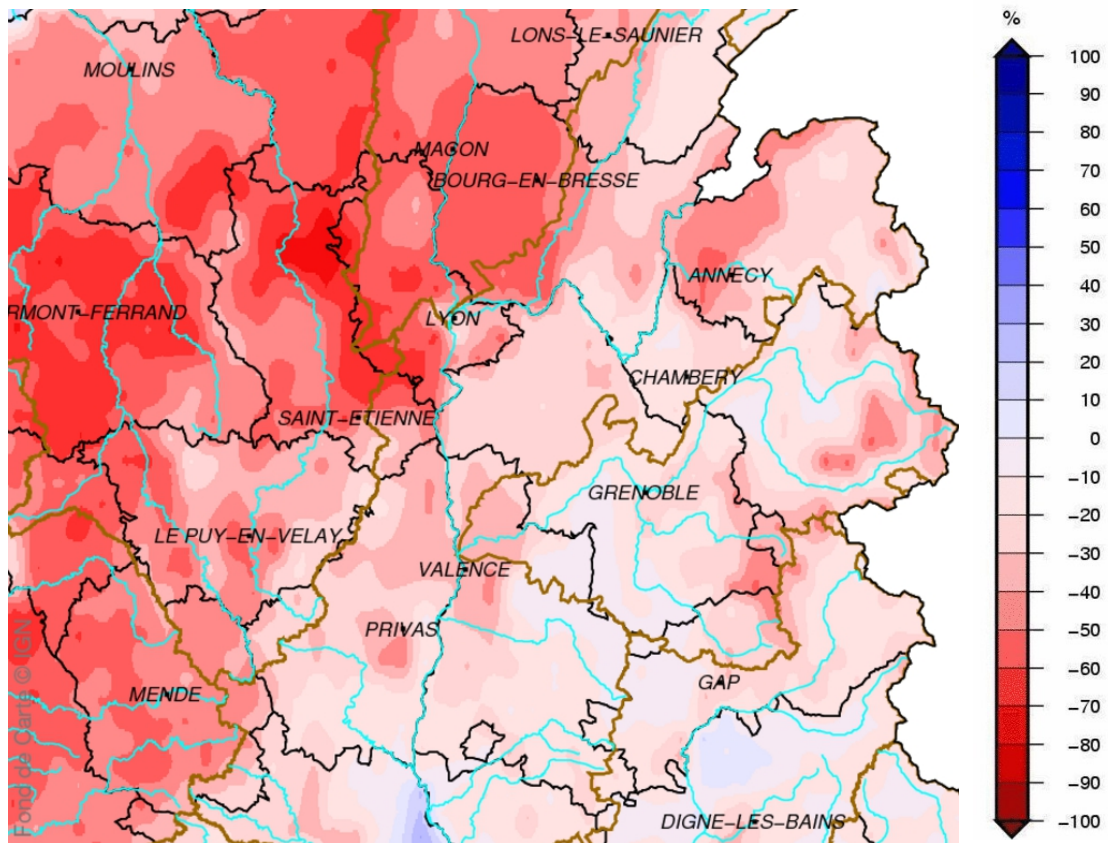 %
LONS-LE-SAUNIER
MOULINS
MACON
BOURG-EN-BRESSE
ANNECY
RMONT-FERRAND
LYON
CHAMBERY
SAINT-ETIENNE
GRENOBLE
LE PUY-EN-VELAY
VALENCE
PRIVAS
GAP
MENDE
DIGNE-LES-BAINS
Fond de Carte © IGN
100
90
80
70
60
50
40
30
20
10
0
-10
-20
-30
-40
-50
-60
-70
-80
-90
-100